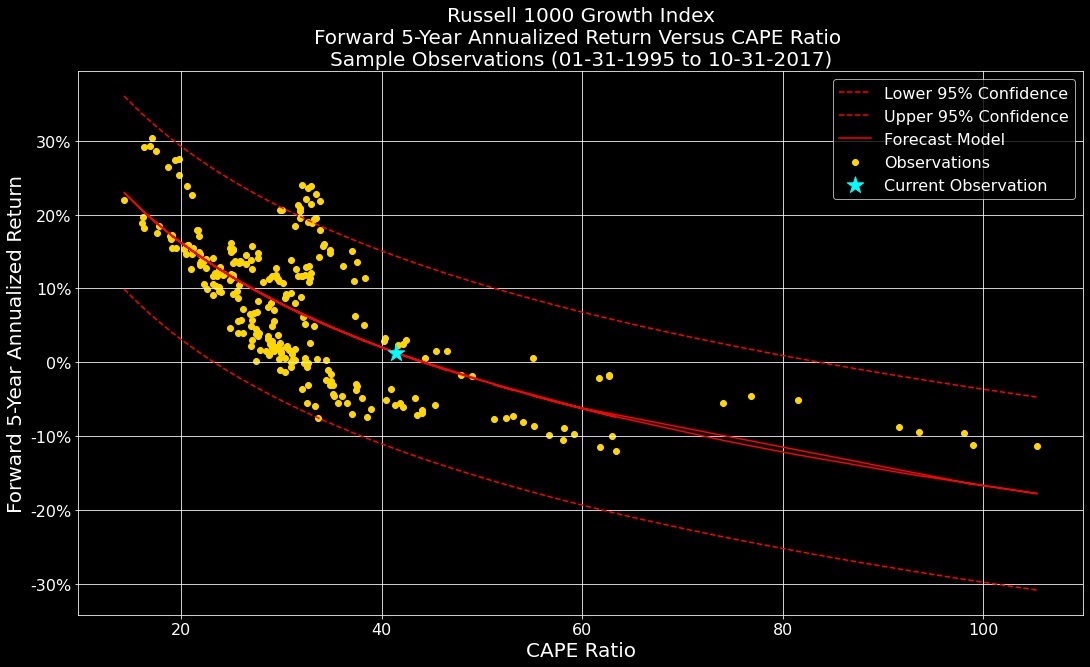 Russell 1000 Growth Index
Forward 5-Year Annualized Return Versus CAPE Ratio
Sample Observations (01-31-1995 to 10-31-2017)
Lower 95% Confidence
Upper 95% Confidence
Forecast Model
Observations
Current Observation
Forward 5-Year Annualized Return
30%
20%
10%
0%
-10%
-20%
-30%
20 40 60 80 100
CAPE Ratio